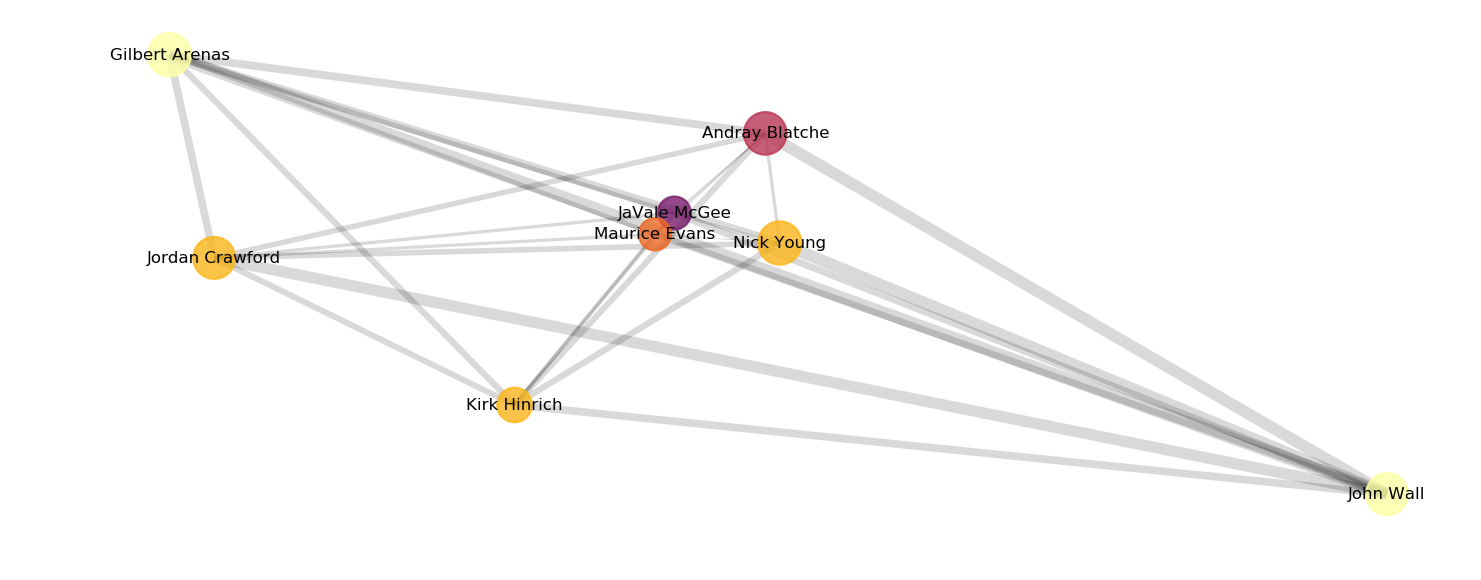 Gilbert Arenas
Andray Blatche
JaVale McGee
Maurice Evans
Nick Young
Jordan Crawford
Kirk Hinrich
John Wall